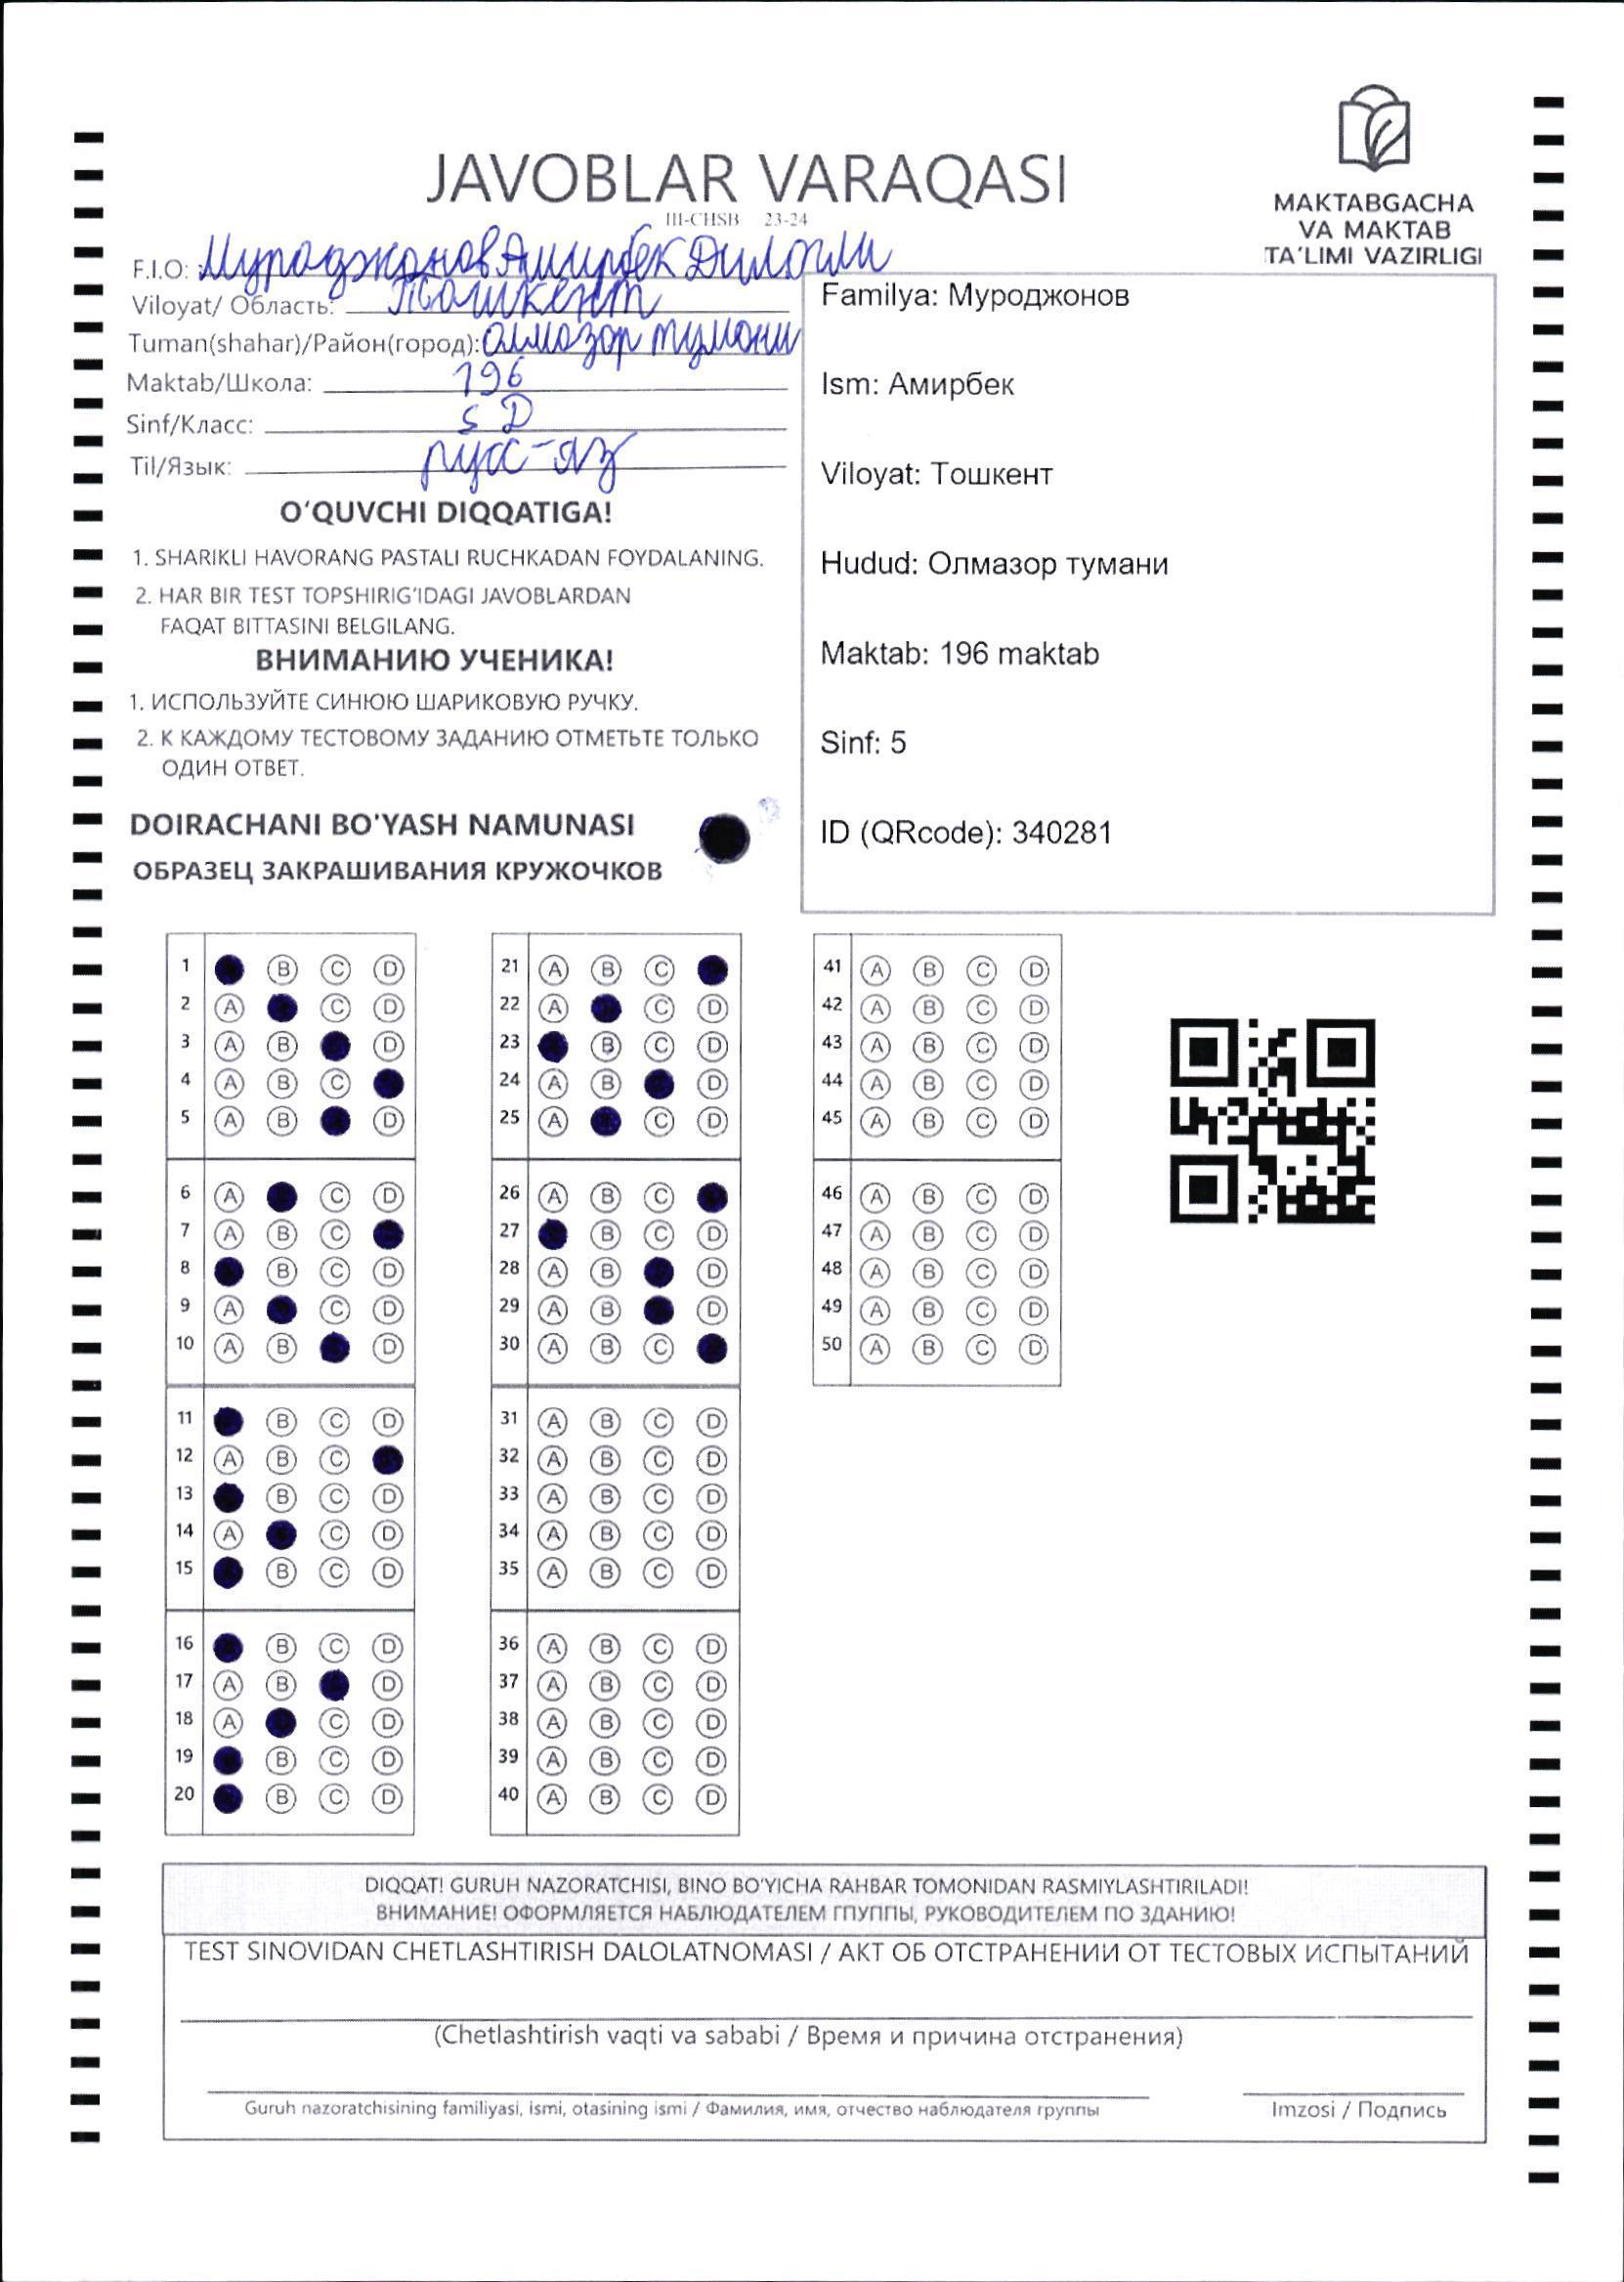 JAVOBLAR VARAQASI
III-CHSB 23-24
MAKTABGACHA
VA MAKTAB
TA'LIMI VAZIRLIGI
F.I.O: Муроджонов Амирбек
Viloyat/ Область: Тошкент
Tuman(shahar)/Район(город): Олмазор тумани
Maktab/Школа: 196
Sinf/Класс: 5 D
Til/Язык: русс-яз
Familya: Муроджонов
Ism: Амирбек
Viloyat: Тошкент
Hudud: Олмазор тумани
Maktab: 196 maktab
Sinf: 5
ID (QRcode): 340281
O'QUVCHI DIQQATIGA!
1. SHARIKLI HAVORANG PASTALI RUCHKADAN FOYDALANING.
2. HAR BIR TEST TOPSHIRIG'IDAGI JAVOBLARDAN
FAQAT BITTASINI BELGILANG.
ВНИМАНИЮ УЧЕНИКА!
1. ИСПОЛЬЗУЙТЕ СИНЮЮ ШАРИКОВУЮ РУЧКУ.
2. К КАЖДОМУ ТЕСТОВОМУ ЗАДАНИЮ ОТМЕТЬТЕ ТОЛЬКО
ОДИН ОТВЕТ.
DOIRACHANI BO'YASH NAMUNASI
ОБРАЗЕЦ ЗАКРАШИВАНИЯ КРУЖОЧКОВ
1 B C D
2 A C D
3 A B D
4 A B C
5 A B D
6 A C D
7 A B C
8 B C D
9 A C D
10 A B D
11 B C D
12 A B C
13 B C D
14 A C D
15 B C D
16 B C D
17 A B D
18 A C D
19 B C D
20 B C D
21 A B C
22 A C D
23 B C D
24 A B D
25 A C D
26 A B C
27 B C D
28 A B D
29 A B D
30 A B C
31 A B C D
32 A B C D
33 A B C D
34 A B C D
35 A B C D
36 A B C D
37 A B C D
38 A B C D
39 A B C D
40 A B C D
41 A B C D
42 A B C D
43 A B C D
44 A B C D
45 A B C D
46 A B C D
47 A B C D
48 A B C D
49 A B C D
50 A B C D
DIQQAT! GURUH NAZORATCHISI, BINO BO'YICHA RAHBAR TOMONIDAN RASMIYLASHTIRILADI!
ВНИМАНИЕ! ОФОРМЛЯЕТСЯ НАБЛЮДАТЕЛЕМ ГПУППЫ, РУКОВОДИТЕЛЕМ ПО ЗДАНИЮ!
TEST SINOVIDAN CHETLASHTIRISH DALOLATNOMASI / АКТ ОБ ОТСТРАНЕНИИ ОТ ТЕСТОВЫХ ИСПЫТАНИЙ
(Chetlashtirish vaqti va sababi / Время и причина отстранения)
Guruh nazoratchisining familiyasi, ismi, otasining ismi / Фамилия, имя, отчество наблюдателя группы
Imzosi / Подпись